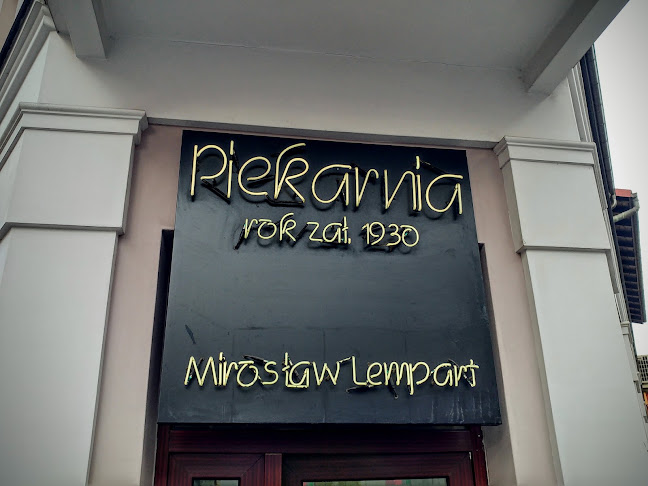 Piekarnia
rok zał. 1930
Mirosław Lempart